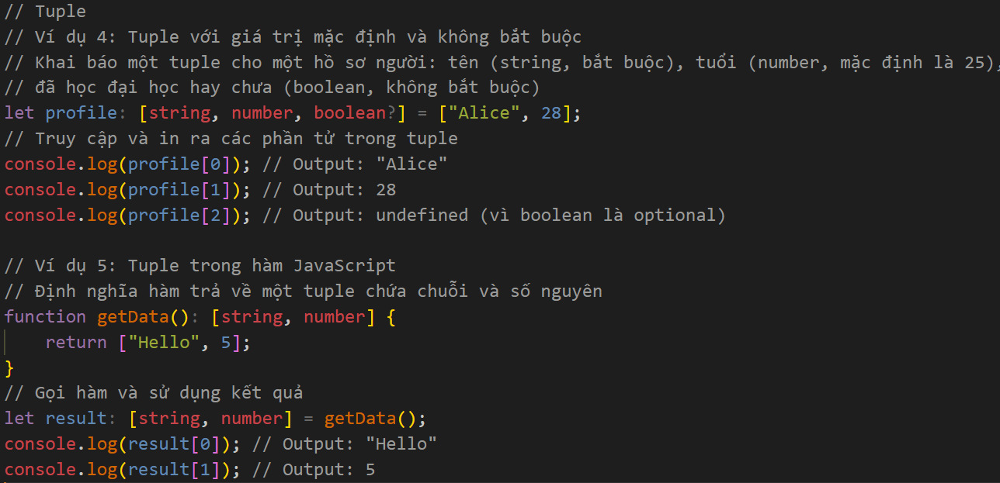 // Tuple
// Ví dụ 4: Tuple với giá trị mặc định và không bắt buộc
// Khai báo một tuple cho một hồ sơ người: tên (string, bắt buộc), tuổi (number, mặc định là 25),
// đã học đại học hay chưa (boolean, không bắt buộc)
let profile: [string, number, boolean?] = ["Alice", 28];
// Truy cập và in ra các phần tử trong tuple
console.log(profile[0]); // Output: "Alice"
console.log(profile[1]); // Output: 28
console.log(profile[2]); // Output: undefined (vì boolean là optional)

// Ví dụ 5: Tuple trong hàm JavaScript
// Định nghĩa hàm trả về một tuple chứa chuỗi và số nguyên
function getData(): [string, number] {
    return ["Hello", 5];
}
// Gọi hàm và sử dụng kết quả
let result: [string, number] = getData();
console.log(result[0]); // Output: "Hello"
console.log(result[1]); // Output: 5